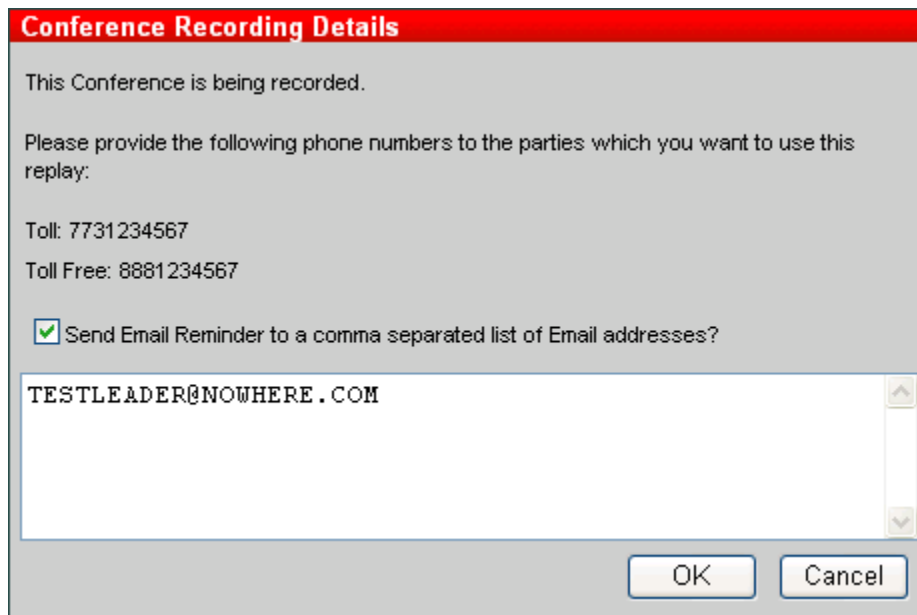 Conference Recording Details
This Conference is being recorded.
Please provide the following phone numbers to the parties which you want to use this
replay:
Toll: 7731234567
Toll Free: 8881234567
Send Email Reminder to a comma separated list of Email addresses?
TESTLEADER@NOWHERE.COM
OK Cancel